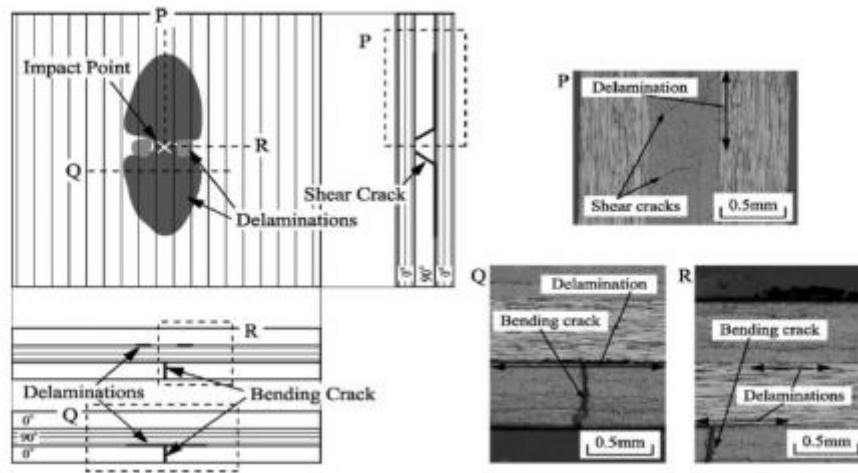 P
Impact Point
R
Q
Delaminations
P
Shear Crack
0°
90°
0°
R
Delaminations
Bending Crack
Q
0°
90°
0°
P
Delamination
Shear cracks
0.5mm
Q
Delamination
Bending crack
0.5mm
R
Bending crack
Delaminations
0.5mm